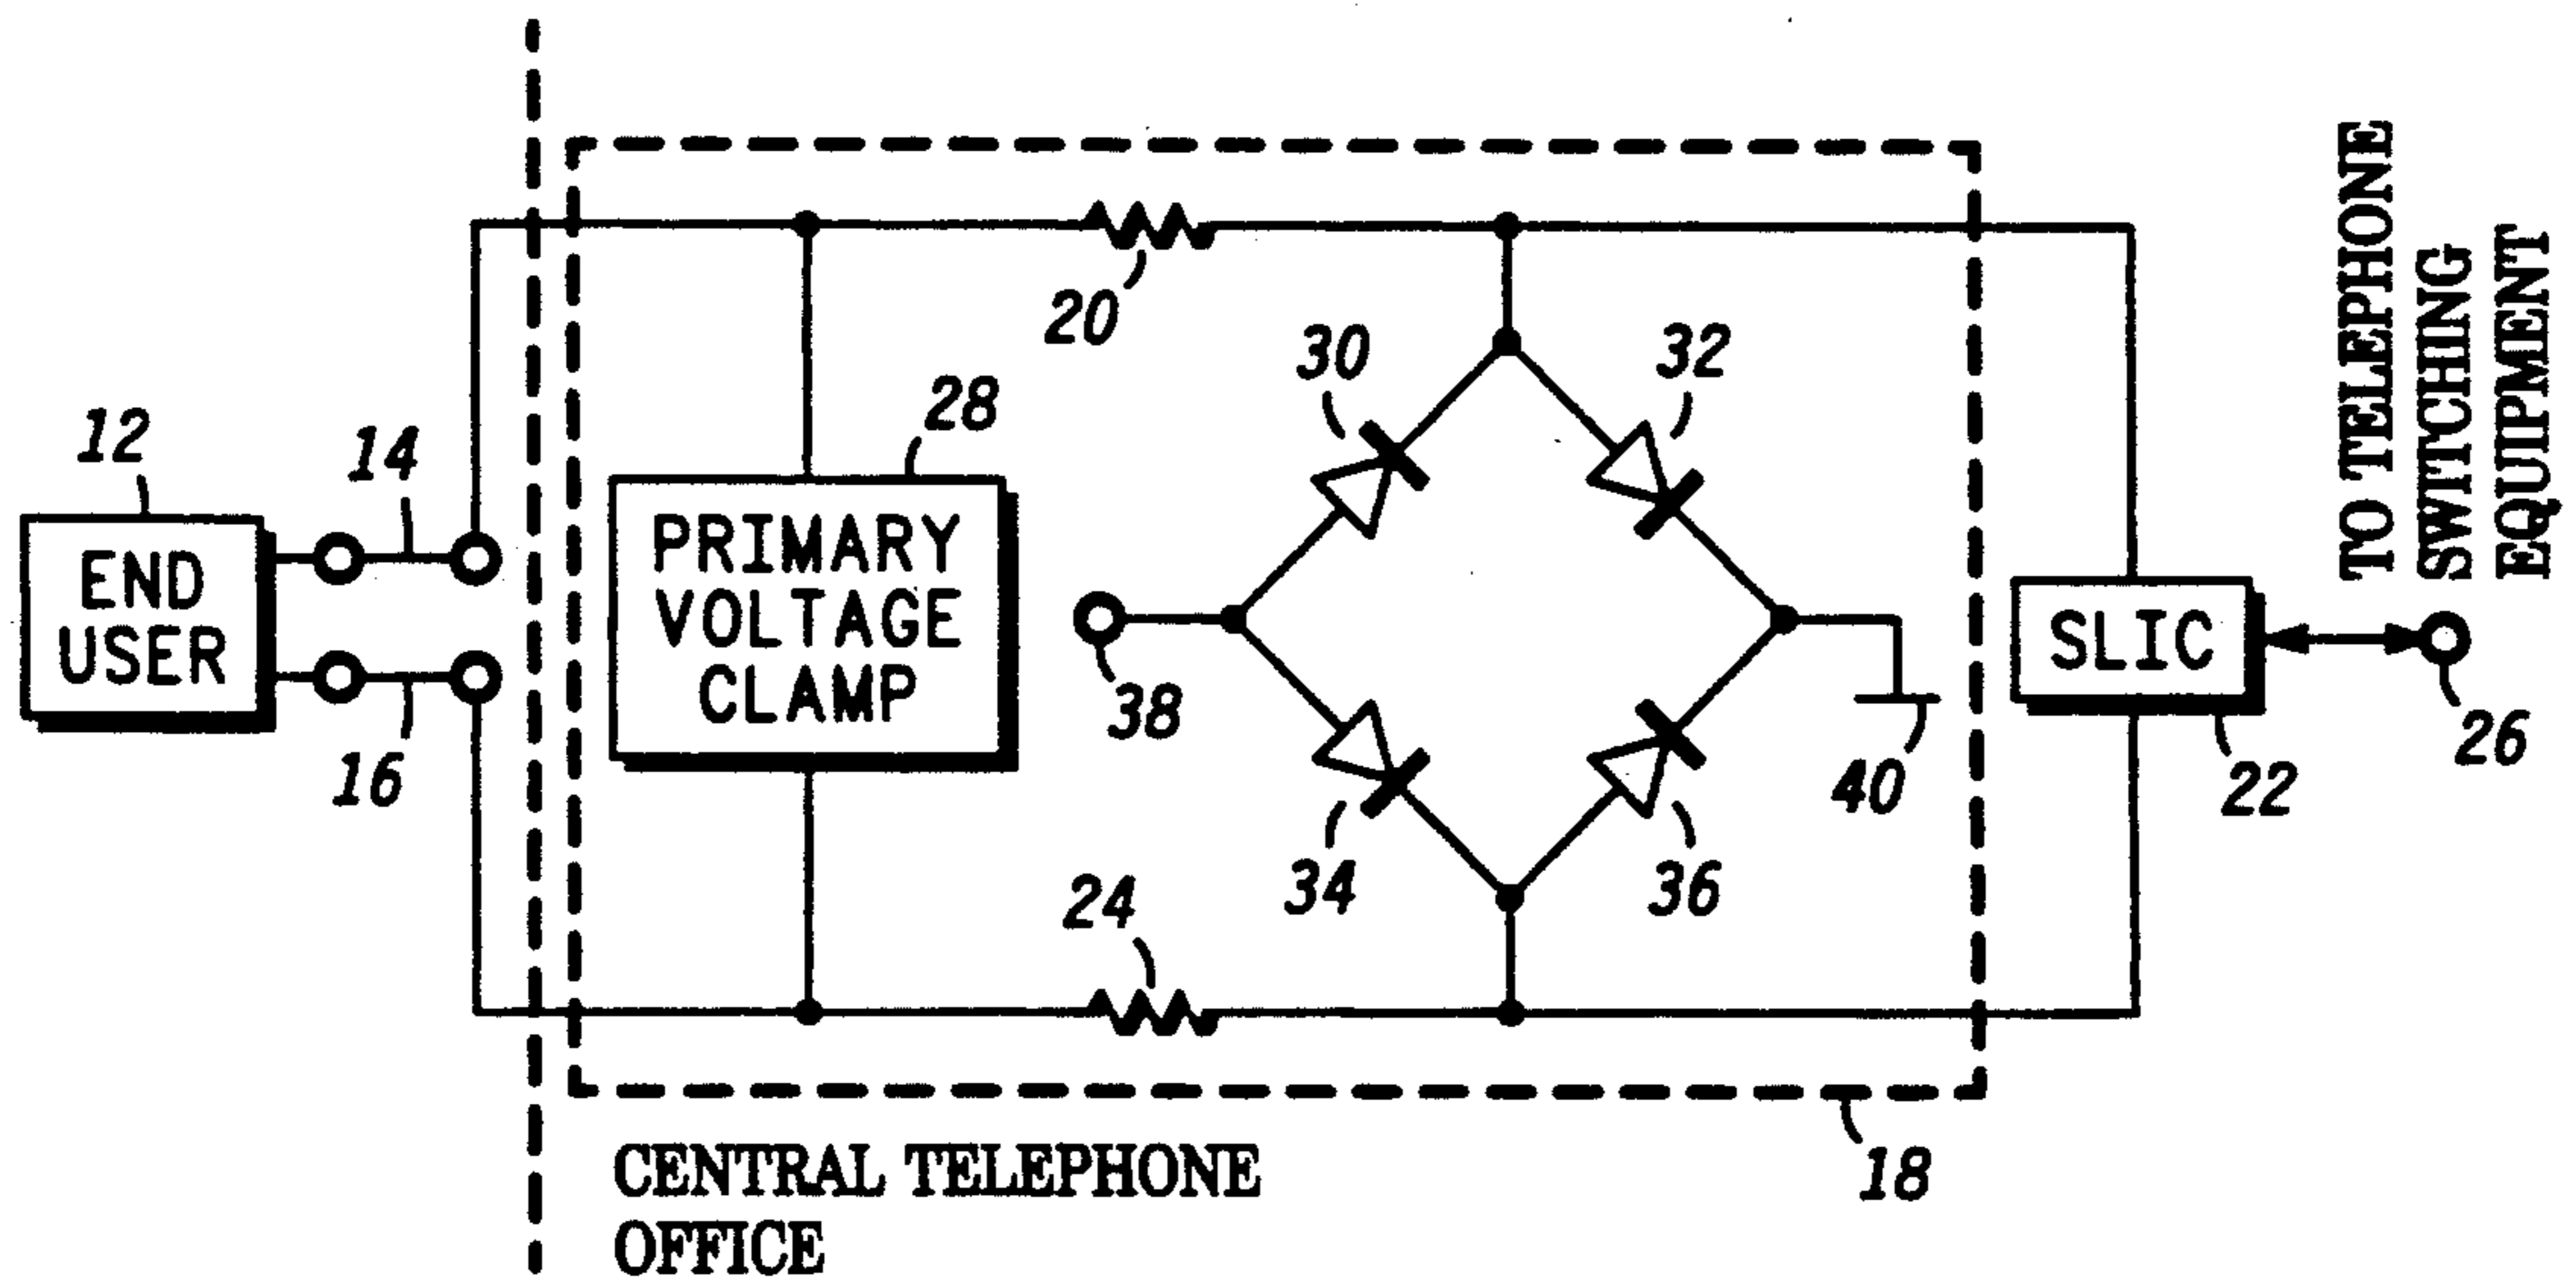 12
END
USER
14
16
20
28
PRIMARY
VOLTAGE
CLAMP
24
30
32
34
36
38
40
SLIC
22
26
TO TELEPHONE
SWITCHING
EQUIPMENT
18
CENTRAL TELEPHONE
OFFICE